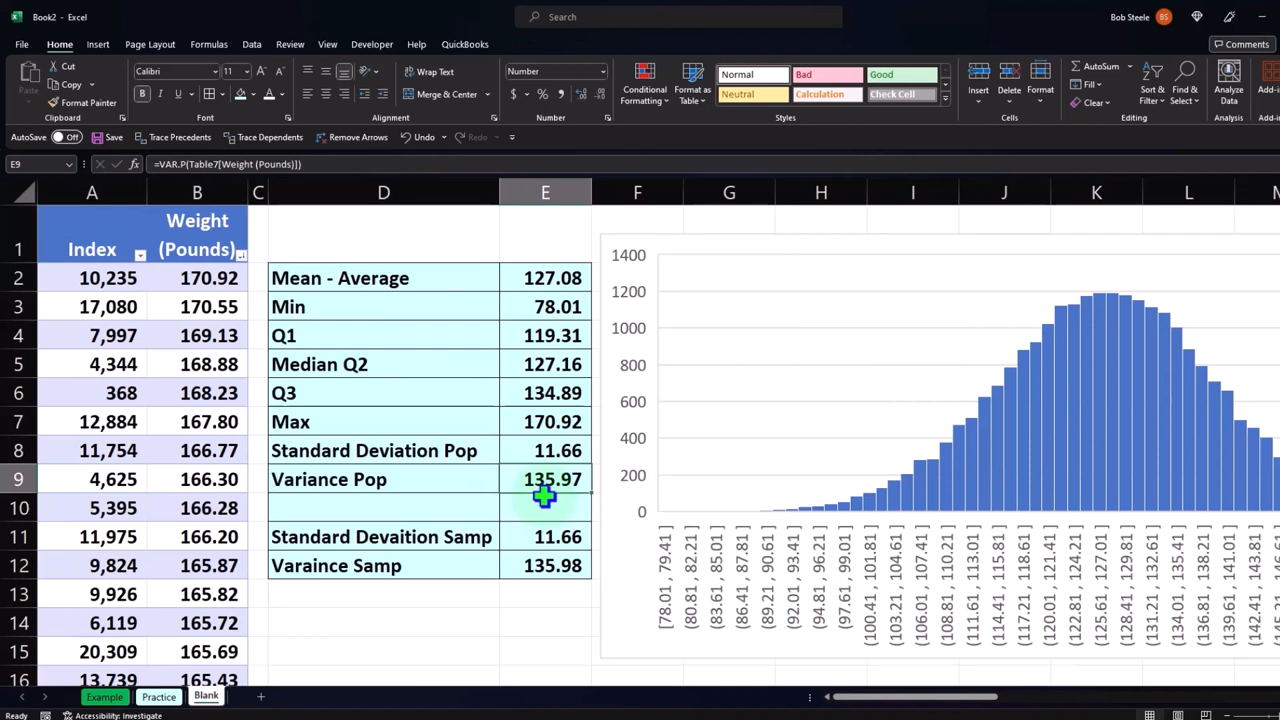 Book2 - Excel
Search
Bob Steele
BS
File Home Insert Page Layout Formulas Data Review View Developer Help QuickBooks
Comments
Paste
Cut
Copy
Format Painter
Clipboard
Calibri 11
B I U
Font
Wrap Text
Merge & Center
Alignment
Number
$ % 9
Number
Conditional Formatting
Format as Table
Normal Bad Good
Neutral Calculation Check Cell
Styles
Insert Delete Format
Cells
AutoSum
Fill
Clear
Sort & Filter
Find & Select
Editing
Analyze Data
Analysis
Add-in
Add-in
AutoSave Off Save Trace Precedents Trace Dependents Remove Arrows Undo Redo
E9 fx =VAR.P(Table7[Weight (Pounds)])
A B C D E F G H I J K L M
1 Index Weight (Pounds)
2 10,235 170.92 Mean - Average 127.08
3 17,080 170.55 Min 78.01
4 7,997 169.13 Q1 119.31
5 4,344 168.88 Median Q2 127.16
6 368 168.23 Q3 134.89
7 12,884 167.80 Max 170.92
8 11,754 166.77 Standard Deviation Pop 11.66
9 4,625 166.30 Variance Pop 135.97
10 5,395 166.28
11 11,975 166.20 Standard Devaition Samp 11.66
12 9,824 165.87 Varaince Samp 135.98
13 9,926 165.82
14 6,119 165.72
15 20,309 165.69
16 13,739 165.43
1400
1200
1000
800
600
400
200
0
[78.01 , 79.41 ]
(80.81 , 82.21 ]
(83.61 , 85.01 ]
(86.41 , 87.81 ]
(89.21 , 90.61 ]
(92.01 , 93.41 ]
(94.81 , 96.21 ]
(97.61 , 99.01 ]
(100.41 , 101.81 ]
(103.21 , 104.61 ]
(106.01 , 107.41 ]
(108.81 , 110.21 ]
(111.61 , 113.01 ]
(114.41 , 115.81 ]
(117.21 , 118.61 ]
(120.01 , 121.41 ]
(122.81 , 124.21 ]
(125.61 , 127.01 ]
(128.41 , 129.81 ]
(131.21 , 132.61 ]
(134.01 , 135.41 ]
(136.81 , 138.21 ]
(139.61 , 141.01 ]
(142.41 , 143.81 ]
Example Practice Blank
Ready Accessibility: Investigate